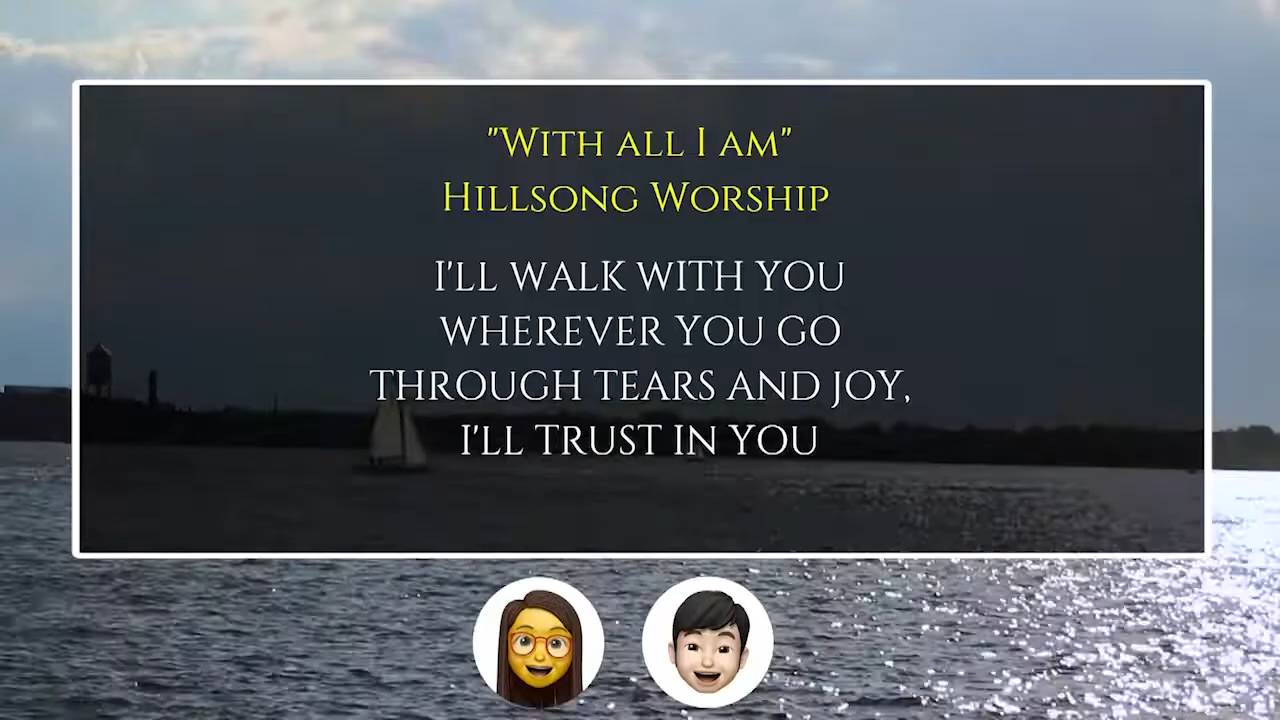 "With all I am"
Hillsong Worship
I'LL WALK WITH YOU
WHEREVER YOU GO
THROUGH TEARS AND JOY,
I'LL TRUST IN YOU